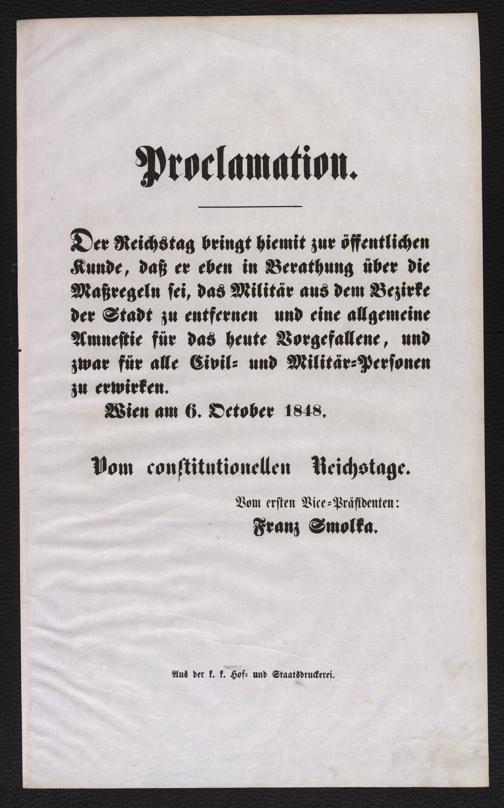 Proclamation.
Der Reichstag bringt hiemit zur öffentlichen
Kunde, daß er eben in Berathung über die
Maßregeln sei, das Militär aus dem Bezirke
der Stadt zu entfernen und eine allgemeine
Amnestie für das heute Vorgefallene, und
zwar für alle Civil- und Militär-Personen
zu erwirken.
Wien am 6. October 1848.
Vom constitutionellen Reichstage.
Vom ersten Vice-Präsidenten:
Franz Smolka.
Aus der k. k. Hof- und Staatsdruckerei.